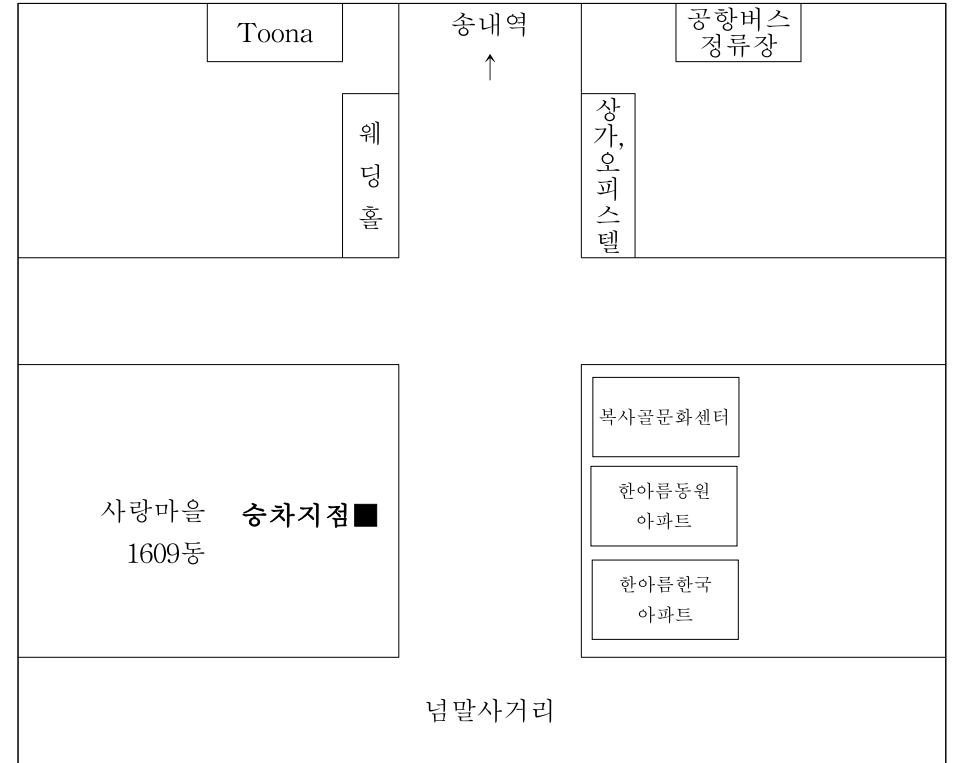 Toona
송내역
↑
공항버스
정류장
웨딩홀
상가,오피스텔
복사골문화센터
사랑마을
1609동
승차지점■
한아름동원
아파트
한아름한국
아파트
넘말사거리